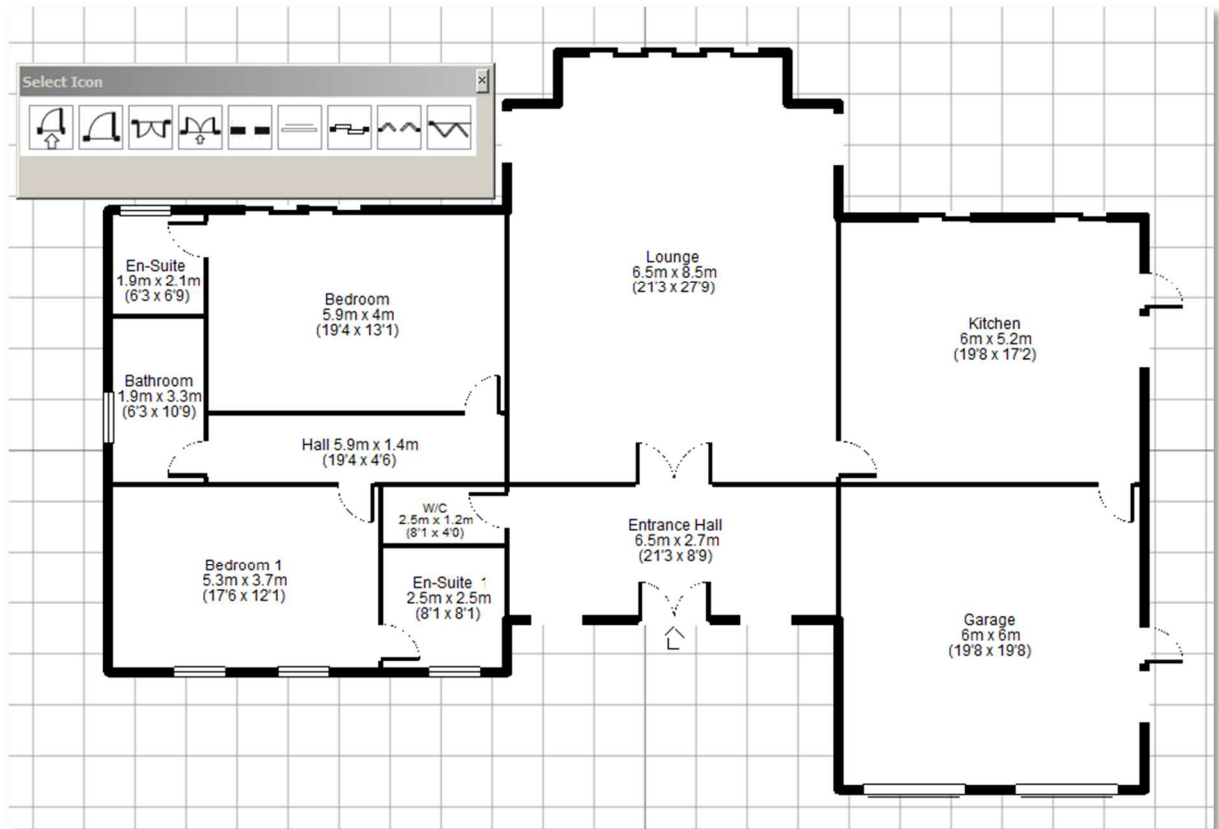 Select Icon
x
Lounge
6.5m x 8.5m
(21'3 x 27'9)
En-Suite
1.9m x 2.1m
(6'3 x 6'9)
Bedroom
5.9m x 4m
(19'4 x 13'1)
Kitchen
6m x 5.2m
(19'8 x 17'2)
Bathroom
1.9m x 3.3m
(6'3 x 10'9)
Hall 5.9m x 1.4m
(19'4 x 4'6)
W/C
2.5m x 1.2m
(8'1 x 4'0)
Entrance Hall
6.5m x 2.7m
(21'3 x 8'9)
Bedroom 1
5.3m x 3.7m
(17'6 x 12'1)
En-Suite 1
2.5m x 2.5m
(8'1 x 8'1)
Garage
6m x 6m
(19'8 x 19'8)